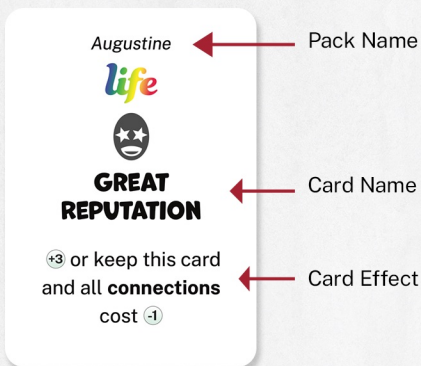 Augustine
Pack Name
life
GREAT
REPUTATION
Card Name
+3 or keep this card
and all connections
cost -1
Card Effect